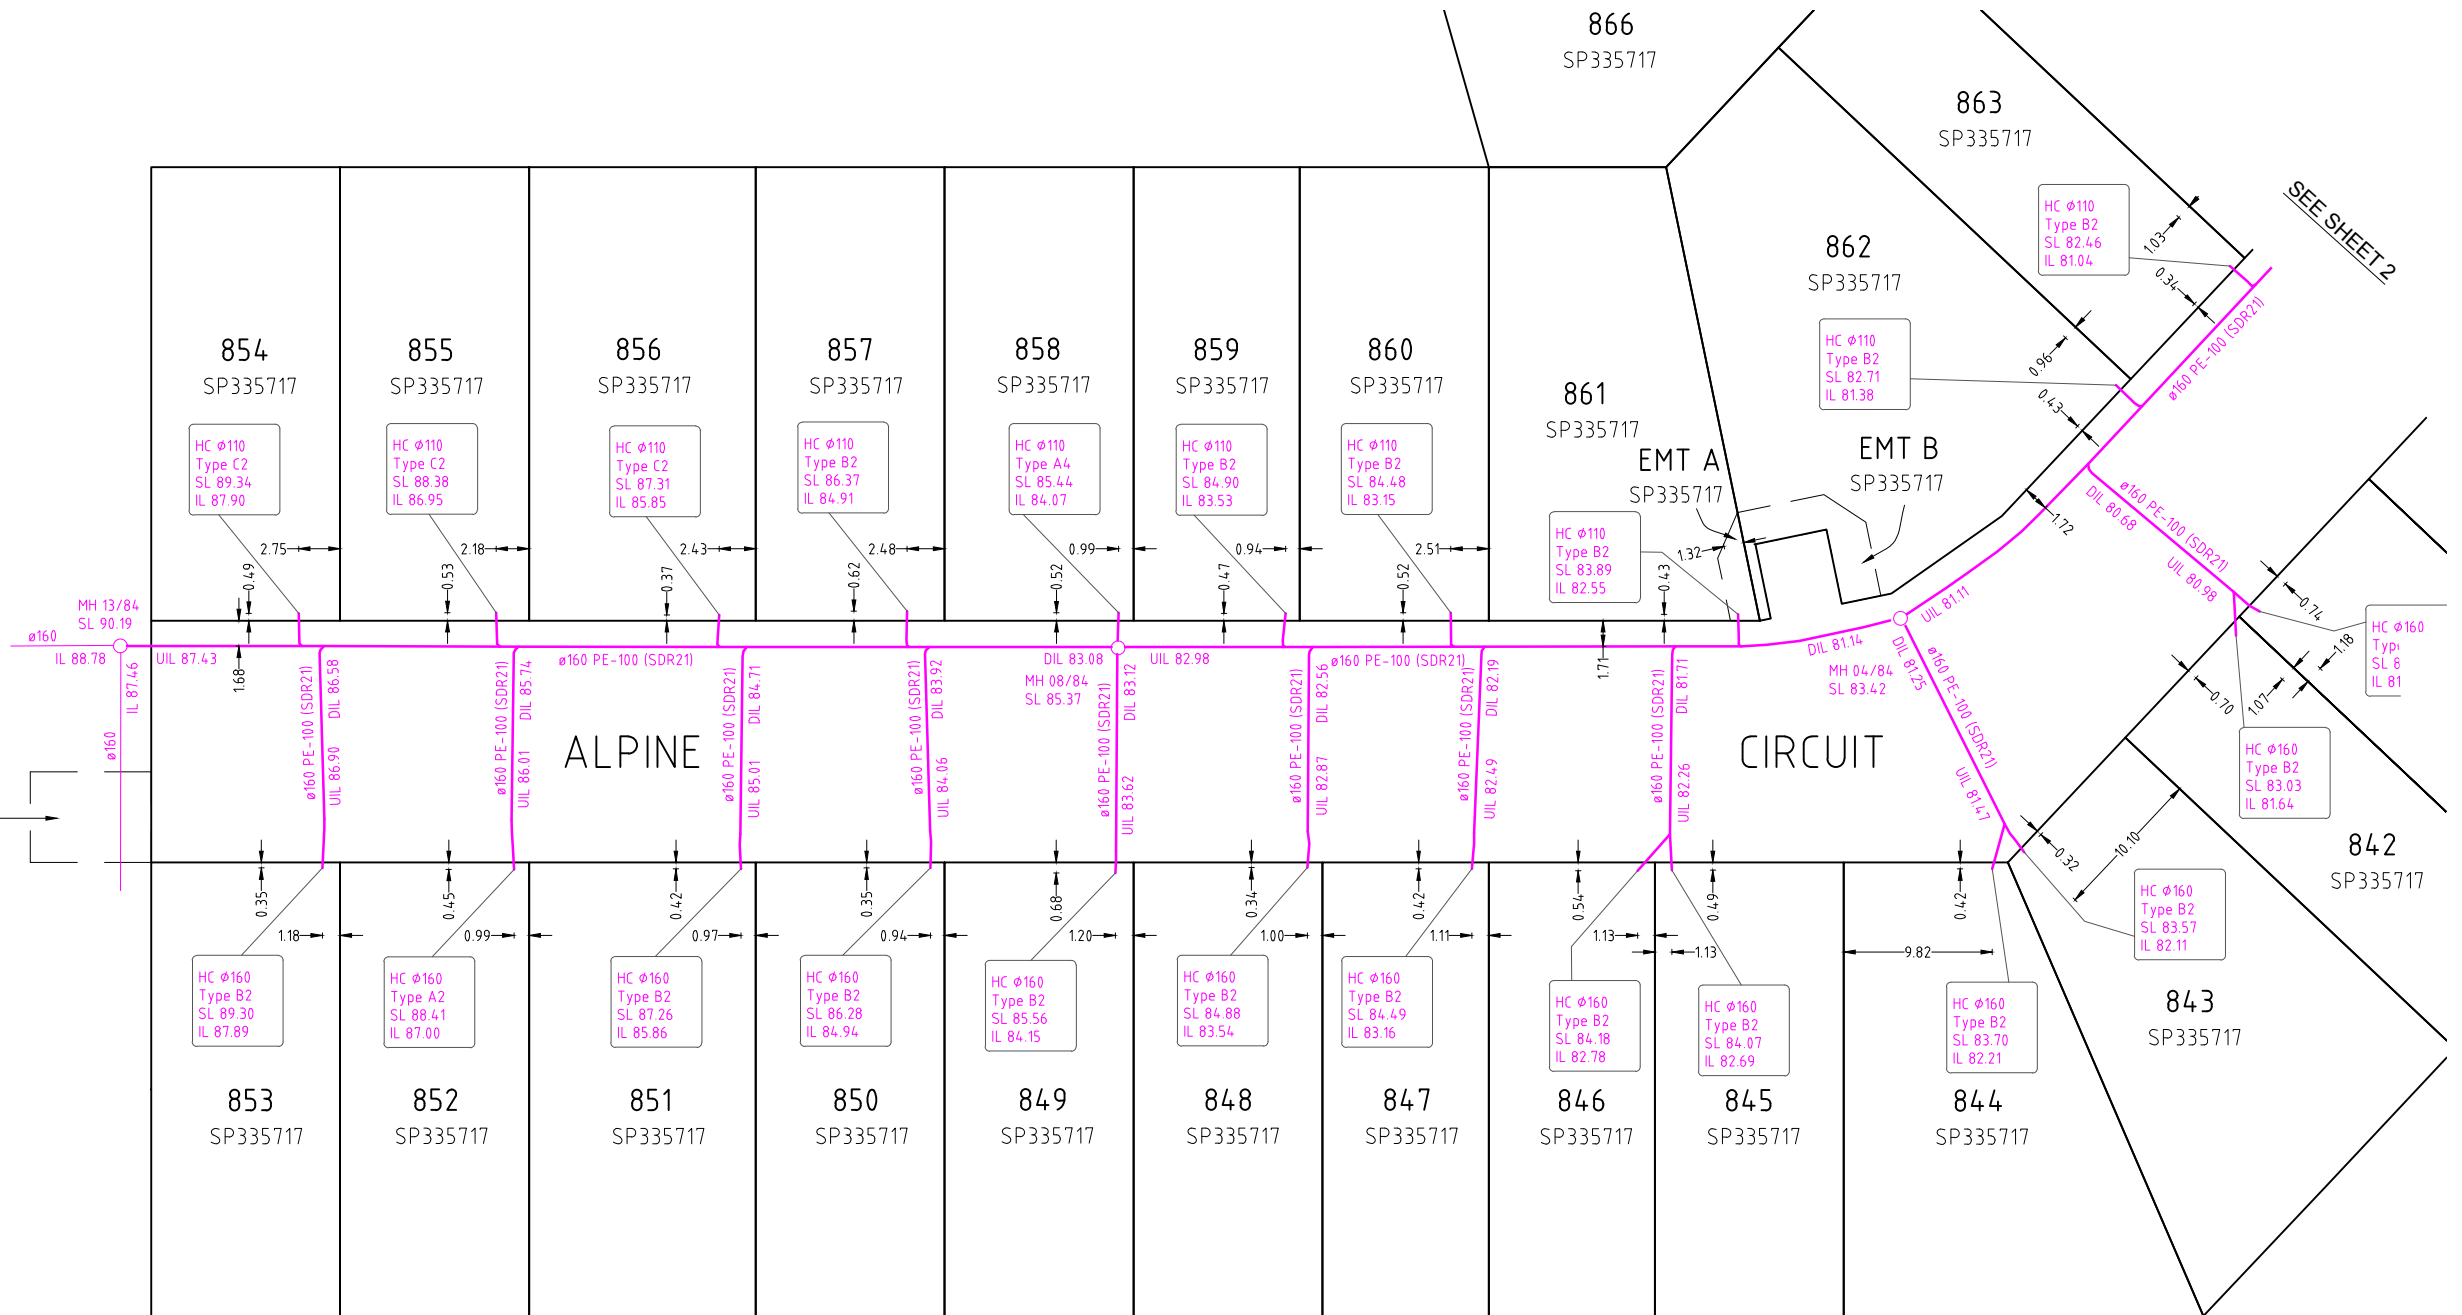 866
SP335717
863
SP335717
SEE SHEET 2
HC ø110
Type B2
SL 82.46
IL 81.04
1.03
0.34
862
SP335717
HC ø110
Type B2
SL 82.71
IL 81.38
0.96
0.43
ø160 PE-100 (SDR21)
854
SP335717
855
SP335717
856
SP335717
857
SP335717
858
SP335717
859
SP335717
860
SP335717
861
SP335717
EMT A
SP335717
EMT B
SP335717
HC ø110
Type C2
SL 89.34
IL 87.90
HC ø110
Type C2
SL 88.38
IL 86.95
HC ø110
Type C2
SL 87.31
IL 85.85
HC ø110
Type B2
SL 86.37
IL 84.91
HC ø110
Type A4
SL 85.44
IL 84.07
HC ø110
Type B2
SL 84.90
IL 83.53
HC ø110
Type B2
SL 84.48
IL 83.15
HC ø110
Type B2
SL 83.89
IL 82.55
2.75
2.18
2.43
2.48
0.99
0.94
2.51
1.32
0.49
0.53
0.37
0.62
0.52
0.47
0.52
0.43
1.72
DIL 80.68
ø160 PE-100 (SDR21)
UIL 80.98
0.74
1.18
HC ø160
Typ
SL 8
IL 81
MH 13/84
SL 90.19
ø160
IL 88.78
UIL 87.43
IL 87.46
ø160
1.68
ø160 PE-100 (SDR21)
DIL 83.08
UIL 82.98
ø160 PE-100 (SDR21)
MH 08/84
SL 85.37
1.71
DIL 81.14
UIL 81.11
MH 04/84
SL 83.42
ø160 PE-100 (SDR21)
DIL 86.58
UIL 86.90
ø160 PE-100 (SDR21)
DIL 85.74
UIL 86.01
ø160 PE-100 (SDR21)
DIL 84.71
UIL 85.01
ø160 PE-100 (SDR21)
DIL 83.92
UIL 84.06
ø160 PE-100 (SDR21)
DIL 83.12
UIL 83.62
ø160 PE-100 (SDR21)
DIL 82.56
UIL 82.87
ø160 PE-100 (SDR21)
DIL 82.19
UIL 82.49
ø160 PE-100 (SDR21)
DIL 81.71
UIL 82.26
DIL 81.25
ø160 PE-100 (SDR21)
UIL 81.47
ALPINE
CIRCUIT
0.70
1.07
HC ø160
Type B2
SL 83.03
IL 81.64
842
SP335717
10.10
0.32
0.35
0.45
0.42
0.35
0.68
0.34
0.42
0.54
0.49
0.42
1.18
0.99
0.97
0.94
1.20
1.00
1.11
1.13
1.13
9.82
HC ø160
Type B2
SL 83.57
IL 82.11
HC ø160
Type B2
SL 89.30
IL 87.89
HC ø160
Type A2
SL 88.41
IL 87.00
HC ø160
Type B2
SL 87.26
IL 85.86
HC ø160
Type B2
SL 86.28
IL 84.94
HC ø160
Type B2
SL 85.56
IL 84.15
HC ø160
Type B2
SL 84.88
IL 83.54
HC ø160
Type B2
SL 84.49
IL 83.16
HC ø160
Type B2
SL 84.18
IL 82.78
HC ø160
Type B2
SL 84.07
IL 82.69
HC ø160
Type B2
SL 83.70
IL 82.21
843
SP335717
853
SP335717
852
SP335717
851
SP335717
850
SP335717
849
SP335717
848
SP335717
847
SP335717
846
SP335717
845
SP335717
844
SP335717